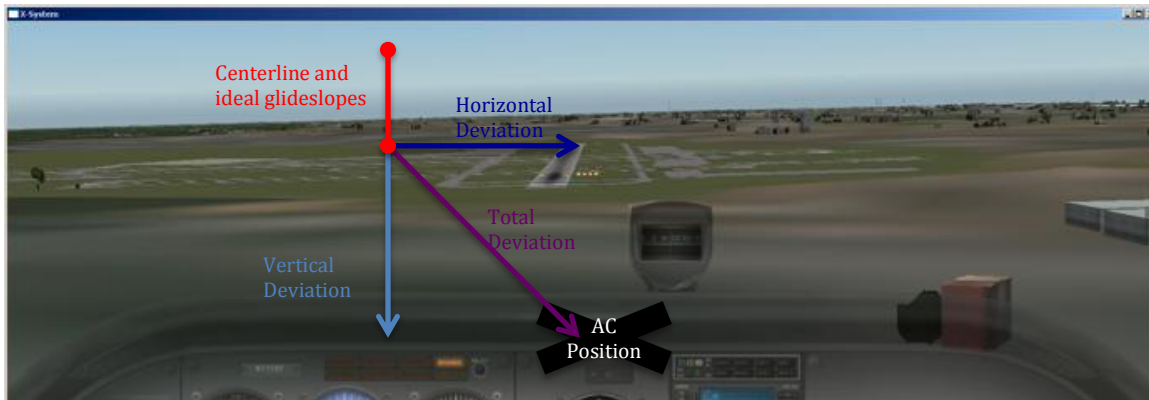 X-System
Centerline and
ideal glideslopes
Horizontal
Deviation
Total
Deviation
Vertical
Deviation
AC
Position